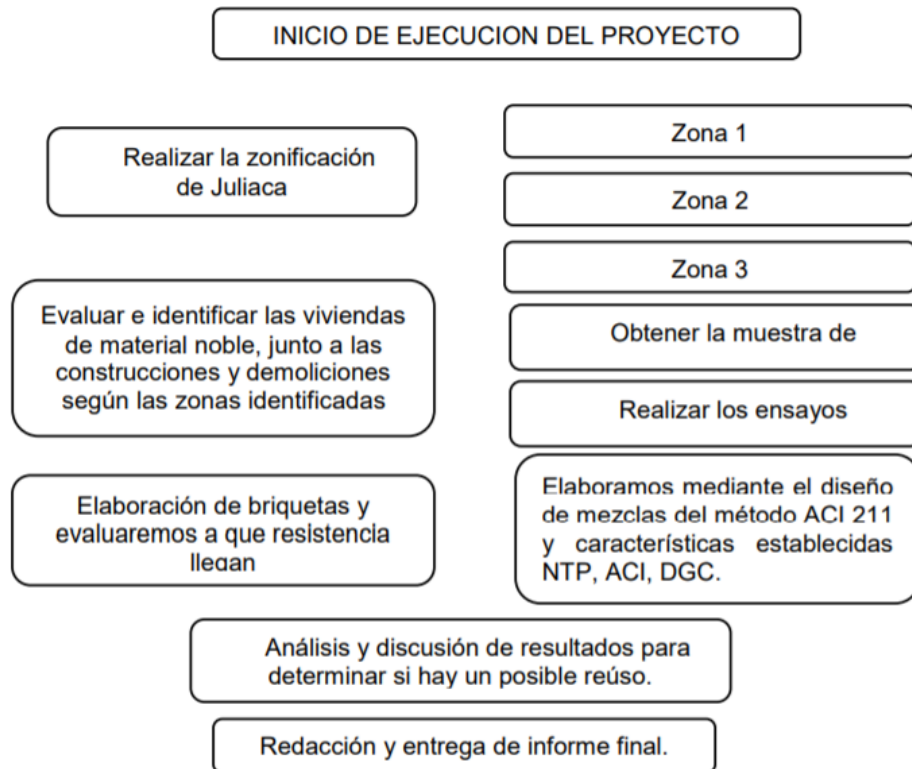 INICIO DE EJECUCION DEL PROYECTO
Realizar la zonificación
de Juliaca
Zona 1
Zona 2
Zona 3
Evaluar e identificar las viviendas
de material noble, junto a las
construcciones y demoliciones
según las zonas identificadas
Obtener la muestra de
Realizar los ensayos
Elaboración de briquetas y
evaluaremos a que resistencia
llegan
Elaboramos mediante el diseño
de mezclas del método ACI 211
y características establecidas
NTP, ACI, DGC.
Análisis y discusión de resultados para
determinar si hay un posible reúso.
Redacción y entrega de informe final.